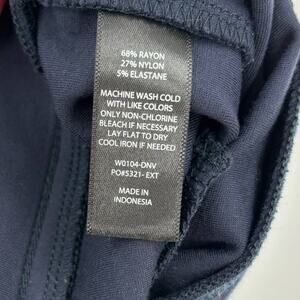 68% RAYON
27% NYLON
5% ELASTANE
MACHINE WASH COLD
WITH LIKE COLORS
ONLY NON-CHLORINE
BLEACH IF NECESSARY
LAY FLAT TO DRY
COOL IRON IF NEEDED
W0104-DNV
PO#5321- EXT
MADE IN
INDONESIA